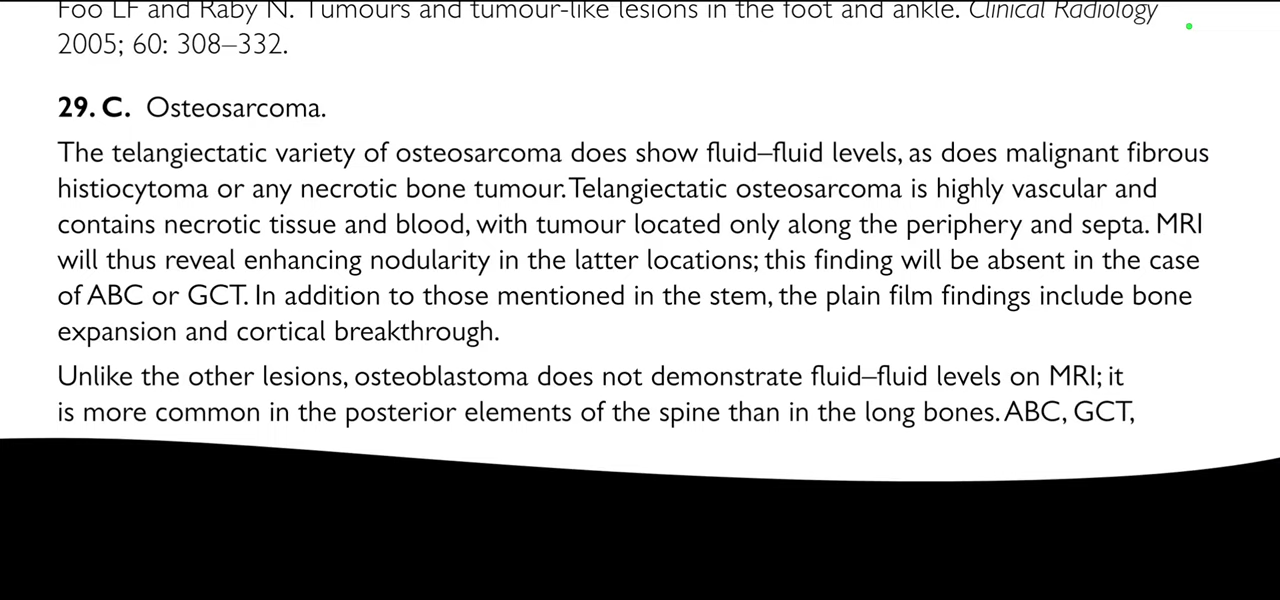 Foo LF and Raby N. Tumours and tumour-like lesions in the foot and ankle. Clinical Radiology
2005; 60: 308–332.
29. C. Osteosarcoma.
The telangiectatic variety of osteosarcoma does show fluid–fluid levels, as does malignant fibrous
histiocytoma or any necrotic bone tumour. Telangiectatic osteosarcoma is highly vascular and
contains necrotic tissue and blood, with tumour located only along the periphery and septa. MRI
will thus reveal enhancing nodularity in the latter locations; this finding will be absent in the case
of ABC or GCT. In addition to those mentioned in the stem, the plain film findings include bone
expansion and cortical breakthrough.
Unlike the other lesions, osteoblastoma does not demonstrate fluid–fluid levels on MRI; it
is more common in the posterior elements of the spine than in the long bones. ABC, GCT,